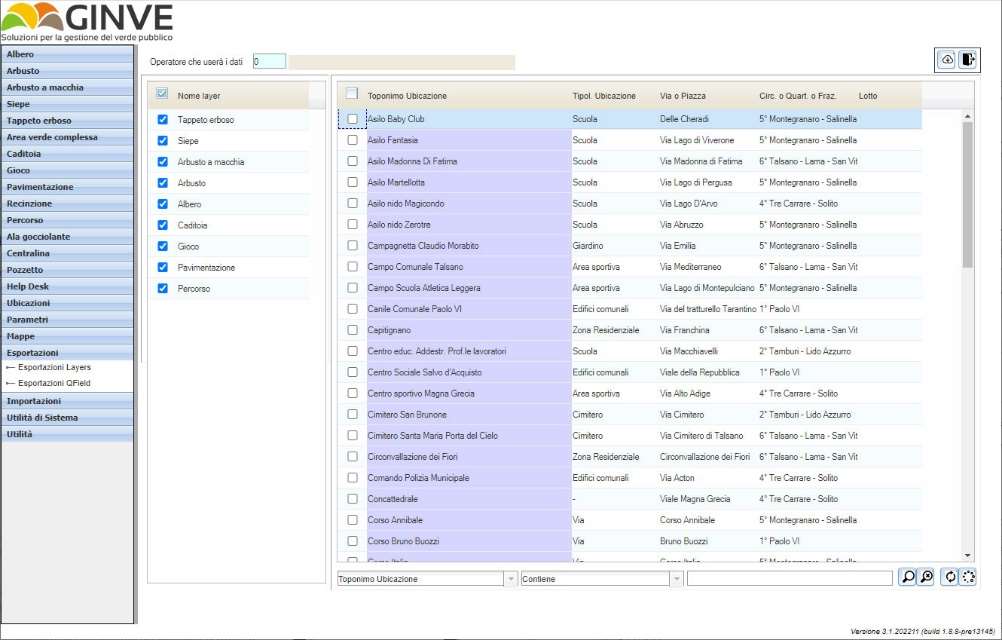 GINVE
Soluzioni per la gestione del verde pubblico
Albero
Arbusto
Arbusto a macchia
Siepe
Tappeto erboso
Area verde complessa
Caditoia
Gioco
Pavimentazione
Recinzione
Percorso
Ala gocciolante
Centralina
Pozzetto
Help Desk
Ubicazioni
Parametri
Mappe
Esportazioni
Esportazioni Layers
Esportazioni QField
Importazioni
Utilità di Sistema
Utilità
Operatore che userà i dati 0
Nome layer
Tappeto erboso
Siepe
Arbusto a macchia
Arbusto
Albero
Caditoia
Gioco
Pavimentazione
Percorso
Toponimo Ubicazione Tipol. Ubicazione Via o Piazza Circ. o Quart. o Fraz. Lotto
Asilo Baby Club Scuola Delle Cheradi 5° Montegranaro - Salinella
Asilo Fantasia Scuola Via Lago di Viverone 5° Montegranaro - Salinella
Asilo Madonna Di Fatima Scuola Via Madonna di Fatima 6° Talsano - Lama - San Vit
Asilo Martellotta Scuola Via Lago di Pergusa 5° Montegranaro - Salinella
Asilo nido Magicondo Scuola Via Lago D'Arvo 4° Tre Carrare - Solito
Asilo nido Zerotre Scuola Via Abruzzo 5° Montegranaro - Salinella
Campagnetta Claudio Morabito Giardino Via Emilia 5° Montegranaro - Salinella
Campo Comunale Talsano Area sportiva Via Mediterraneo 6° Talsano - Lama - San Vit
Campo Scuola Atletica Leggera Area sportiva Via Lago di Montepulciano 5° Montegranaro - Salinella
Canile Comunale Paolo VI Edifici comunali Via del tratturello Tarantino 1° Paolo VI
Capitignano Zona Residenziale Via Franchina 6° Talsano - Lama - San Vit
Centro educ. Addestr. Prof.le lavoratori Scuola Via Macchiavelli 2° Tamburi - Lido Azzurro
Centro Sociale Salvo d'Acquisto Edifici comunali Viale della Repubblica 1° Paolo VI
Centro sportivo Magna Grecia Area sportiva Via Alto Adige 4° Tre Carrare - Solito
Cimitero San Brunone Cimitero Via Cimitero 2° Tamburi - Lido Azzurro
Cimitero Santa Maria Porta del Cielo Cimitero Via Cimitero di Talsano 6° Talsano - Lama - San Vit
Circonvallazione dei Fiori Zona Residenziale Circonvallazione dei Fiori 6° Talsano - Lama - San Vit
Comando Polizia Municipale Edifici comunali Via Acton 4° Tre Carrare - Solito
Concattedrale - Viale Magna Grecia 4° Tre Carrare - Solito
Corso Annibale Via Corso Annibale 5° Montegranaro - Salinella
Corso Bruno Buozzi Via Bruno Buozzi 1° Paolo VI
Corso Italia Via Corso Italia 5° Montegranaro - Salinella
Toponimo Ubicazione Contiene
Versione 3.1.202211 (build 1.8.8-pre13145)